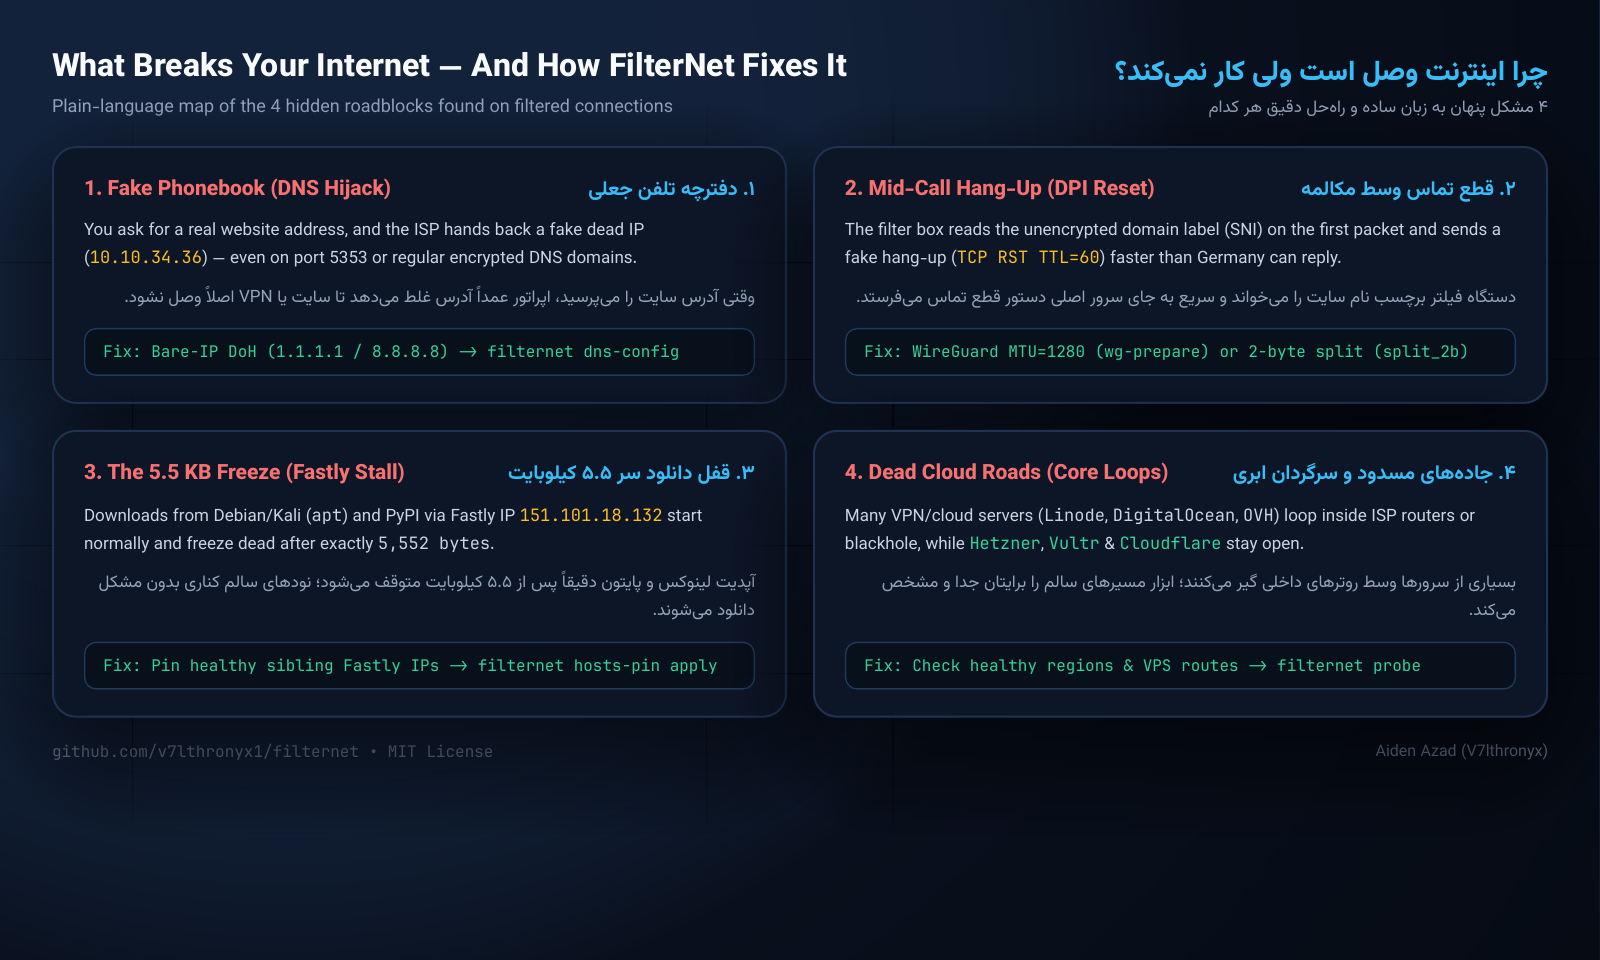 What Breaks Your Internet — And How FilterNet Fixes It
چرا اینترنت وصل است ولی کار نمی‌کند؟
Plain-language map of the 4 hidden roadblocks found on filtered connections
۴ مشکل پنهان به زبان ساده و راه‌حل دقیق هر کدام
1. Fake Phonebook (DNS Hijack)
۱. دفترچه تلفن جعلی
You ask for a real website address, and the ISP hands back a fake dead IP
(10.10.34.36) — even on port 5353 or regular encrypted DNS domains.
وقتی آدرس سایت را می‌پرسید، اپراتور عمداً آدرس غلط می‌دهد تا سایت یا VPN اصلاً وصل نشود.
Fix: Bare-IP DoH (1.1.1.1 / 8.8.8.8) → filternet dns-config
2. Mid-Call Hang-Up (DPI Reset)
۲. قطع تماس وسط مکالمه
The filter box reads the unencrypted domain label (SNI) on the first packet and sends a
fake hang-up (TCP RST TTL=60) faster than Germany can reply.
دستگاه فیلتر برچسب نام سایت را می‌خواند و سریع به جای سرور اصلی دستور قطع تماس می‌فرستد.
Fix: WireGuard MTU=1280 (wg-prepare) or 2-byte split (split_2b)
3. The 5.5 KB Freeze (Fastly Stall)
۳. قفل دانلود سر ۵.۵ کیلوبایت
Downloads from Debian/Kali (apt) and PyPI via Fastly IP 151.101.18.132 start
normally and freeze dead after exactly 5,552 bytes.
آپدیت لینوکس و پایتون دقیقاً پس از ۵.۵ کیلوبایت متوقف می‌شود؛ نودهای سالم کناری بدون مشکل
دانلود می‌شوند.
Fix: Pin healthy sibling Fastly IPs → filternet hosts-pin apply
4. Dead Cloud Roads (Core Loops)
۴. جاده‌های مسدود و سرگردان ابری
Many VPN/cloud servers (Linode, DigitalOcean, OVH) loop inside ISP routers or
blackhole, while Hetzner, Vultr & Cloudflare stay open.
بسیاری از سرورها وسط روترهای داخلی گیر می‌کنند؛ ابزار مسیرهای سالم را برایتان جدا و مشخص
می‌کند.
Fix: Check healthy regions & VPS routes → filternet probe
github.com/v7lthronyx1/filternet • MIT License
Aiden Azad (V7lthronyx)